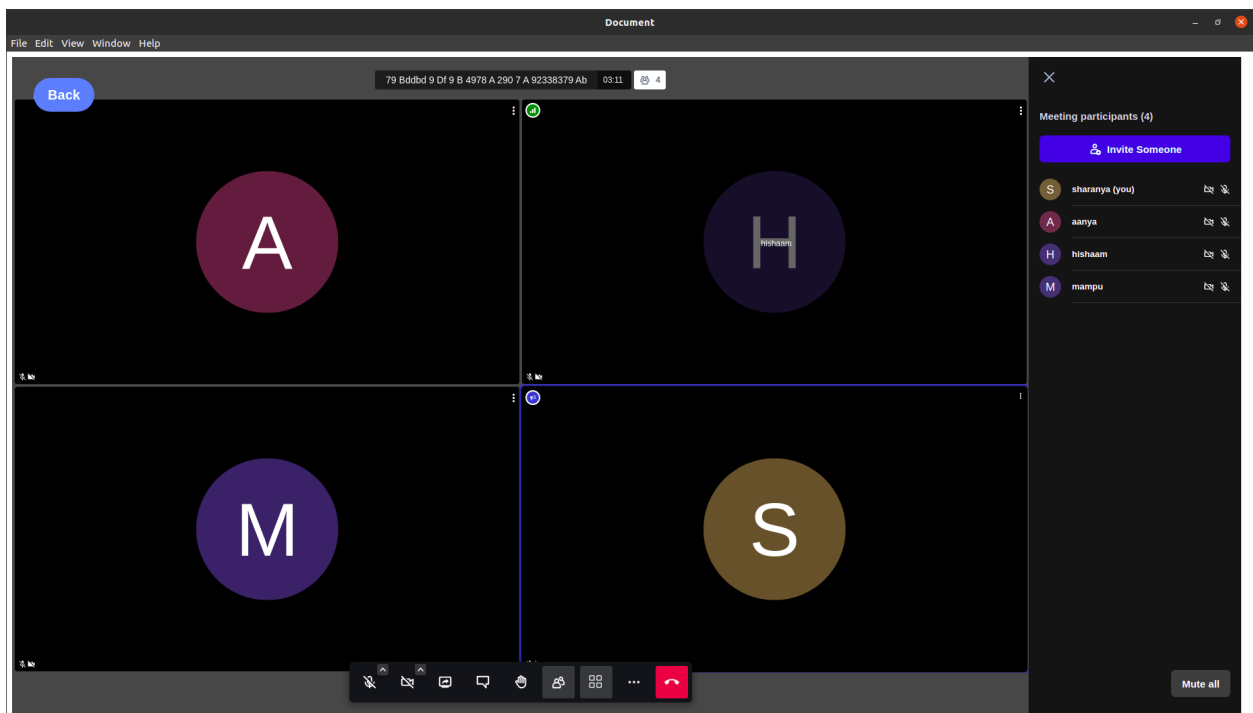 Document
File Edit View Window Help
Back
79 Bddbd 9 Df 9 B 4978 A 290 7 A 92338379 Ab 03:11 4
A
H
hishaam
M
S
Meeting participants (4)
Invite Someone
S sharanya (you)
A aanya
H hishaam
M mampu
Mute all